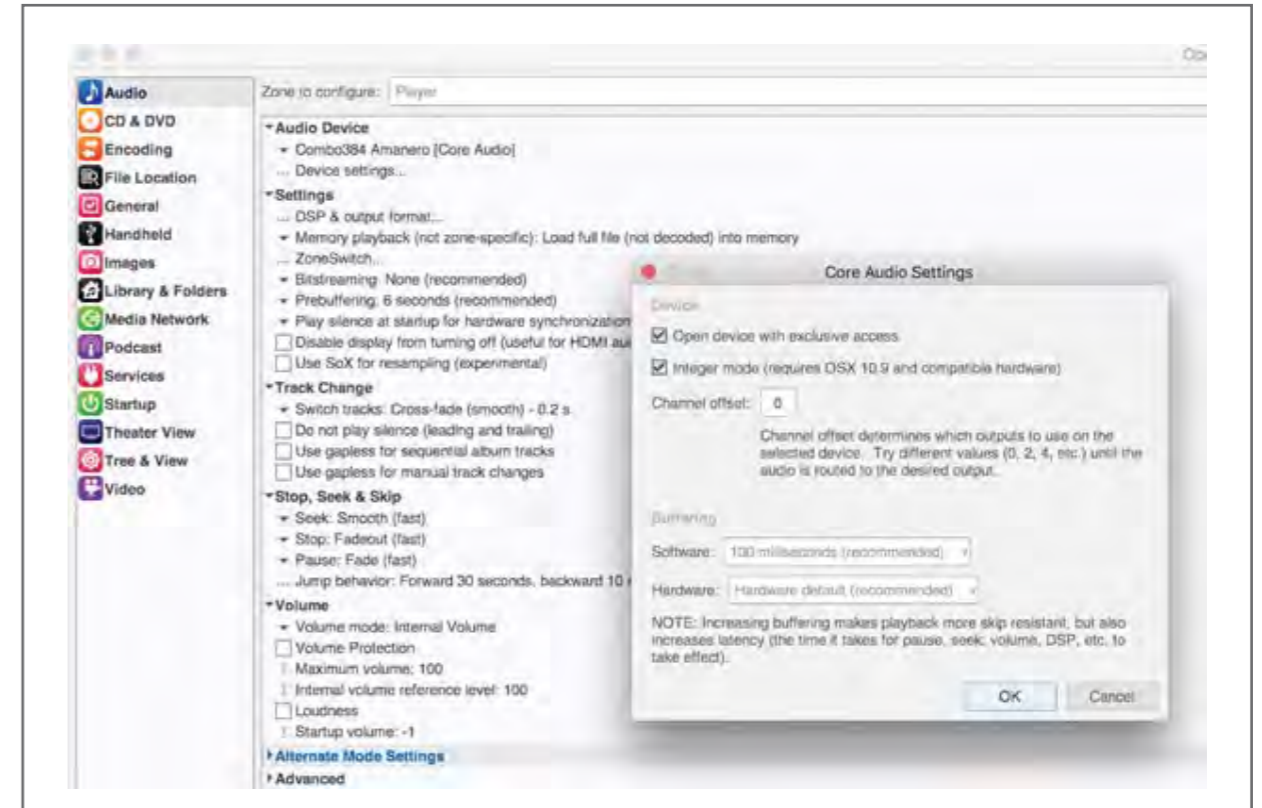 Audio
CD & DVD
Encoding
File Location
General
Handheld
Images
Library & Folders
Media Network
Podcast
Services
Startup
Theater View
Tree & View
Video
Zone to configure: Player
Audio Device
Combo384 Amanero [Core Audio]
... Device settings...
Settings
... DSP & output format...
Memory playback (not zone-specific): Load full file (not decoded) into memory
... ZoneSwitch...
Bitstreaming: None (recommended)
Prebuffering: 6 seconds (recommended)
Play silence at startup for hardware synchronization
Disable display from turning off (useful for HDMI
Use SoX for resampling (experimental)
Track Change
Switch tracks: Cross-fade (smooth) - 0.2 s
Do not play silence (leading and trailing)
Use gapless for sequential album tracks
Use gapless for manual track changes
Stop, Seek & Skip
Seek: Smooth (fast)
Stop: Fadeout (fast)
Pause: Fade (fast)
... Jump behavior: Forward 30 seconds, backward 10
Volume
Volume mode: Internal Volume
Volume Protection
Maximum volume: 100
Internal volume reference level: 100
Loudness
Startup volume: -1
Alternate Mode Settings
Advanced
Core Audio Settings
Device
Open device with exclusive access
Integer mode (requires OSX 10.9 and compatible hardware)
Channel offset: 0
Channel offset determines which outputs to use on the
selected device. Try different values (0, 2, 4, etc.) until the
audio is routed to the desired output.
Buffering
Software: 100 milliseconds (recommended)
Hardware: Hardware default (recommended)
NOTE: Increasing buffering makes playback more skip resistant, but also
increases latency (the time it takes for pause, seek, volume, DSP, etc. to
take effect).
OK
Cancel